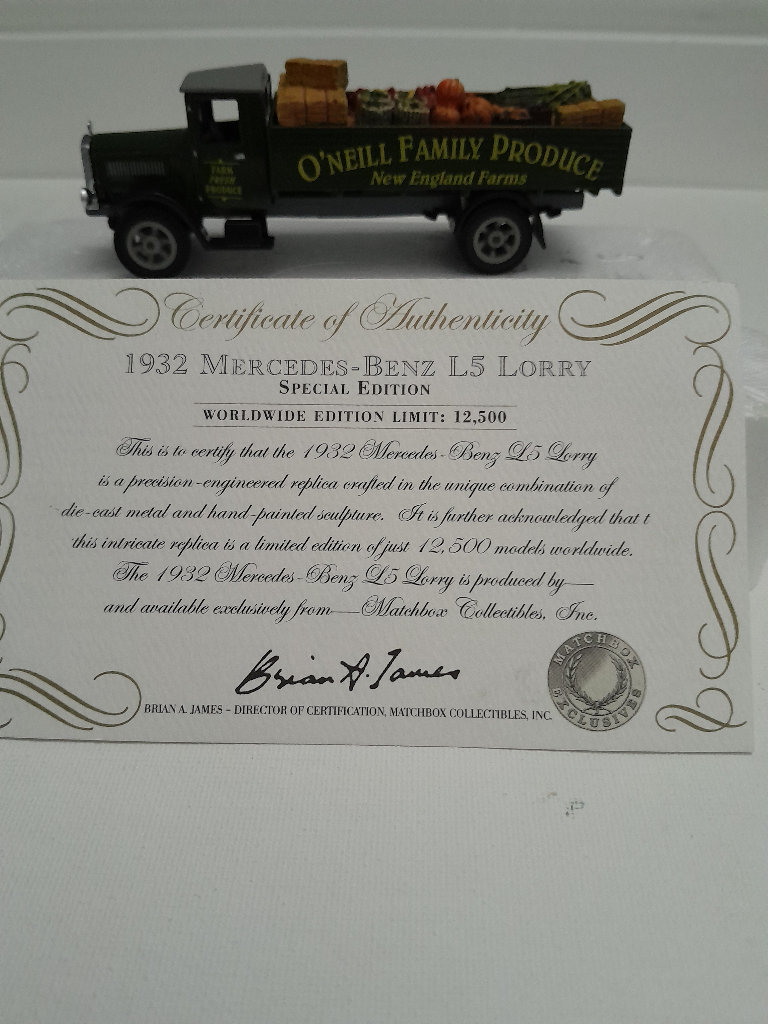 O'NEILL FAMILY PRODUCE
New England Farms
FARM
FRESH
PRODUCE
Certificate of Authenticity
1932 MERCEDES-BENZ L5 LORRY
SPECIAL EDITION
WORLDWIDE EDITION LIMIT: 12,500
This is to certify that the 1932 Mercedes-Benz L5 Lorry
is a precision-engineered replica crafted in the unique combination of
die-cast metal and hand-painted sculpture. It is further acknowledged that t
this intricate replica is a limited edition of just 12,500 models worldwide.
The 1932 Mercedes-Benz L5 Lorry is produced by—
and available exclusively from—Matchbox Collectibles, Inc.
Brian A. James
BRIAN A. JAMES – DIRECTOR OF CERTIFICATION, MATCHBOX COLLECTIBLES, INC.
MATCHBOX
EXCLUSIVES